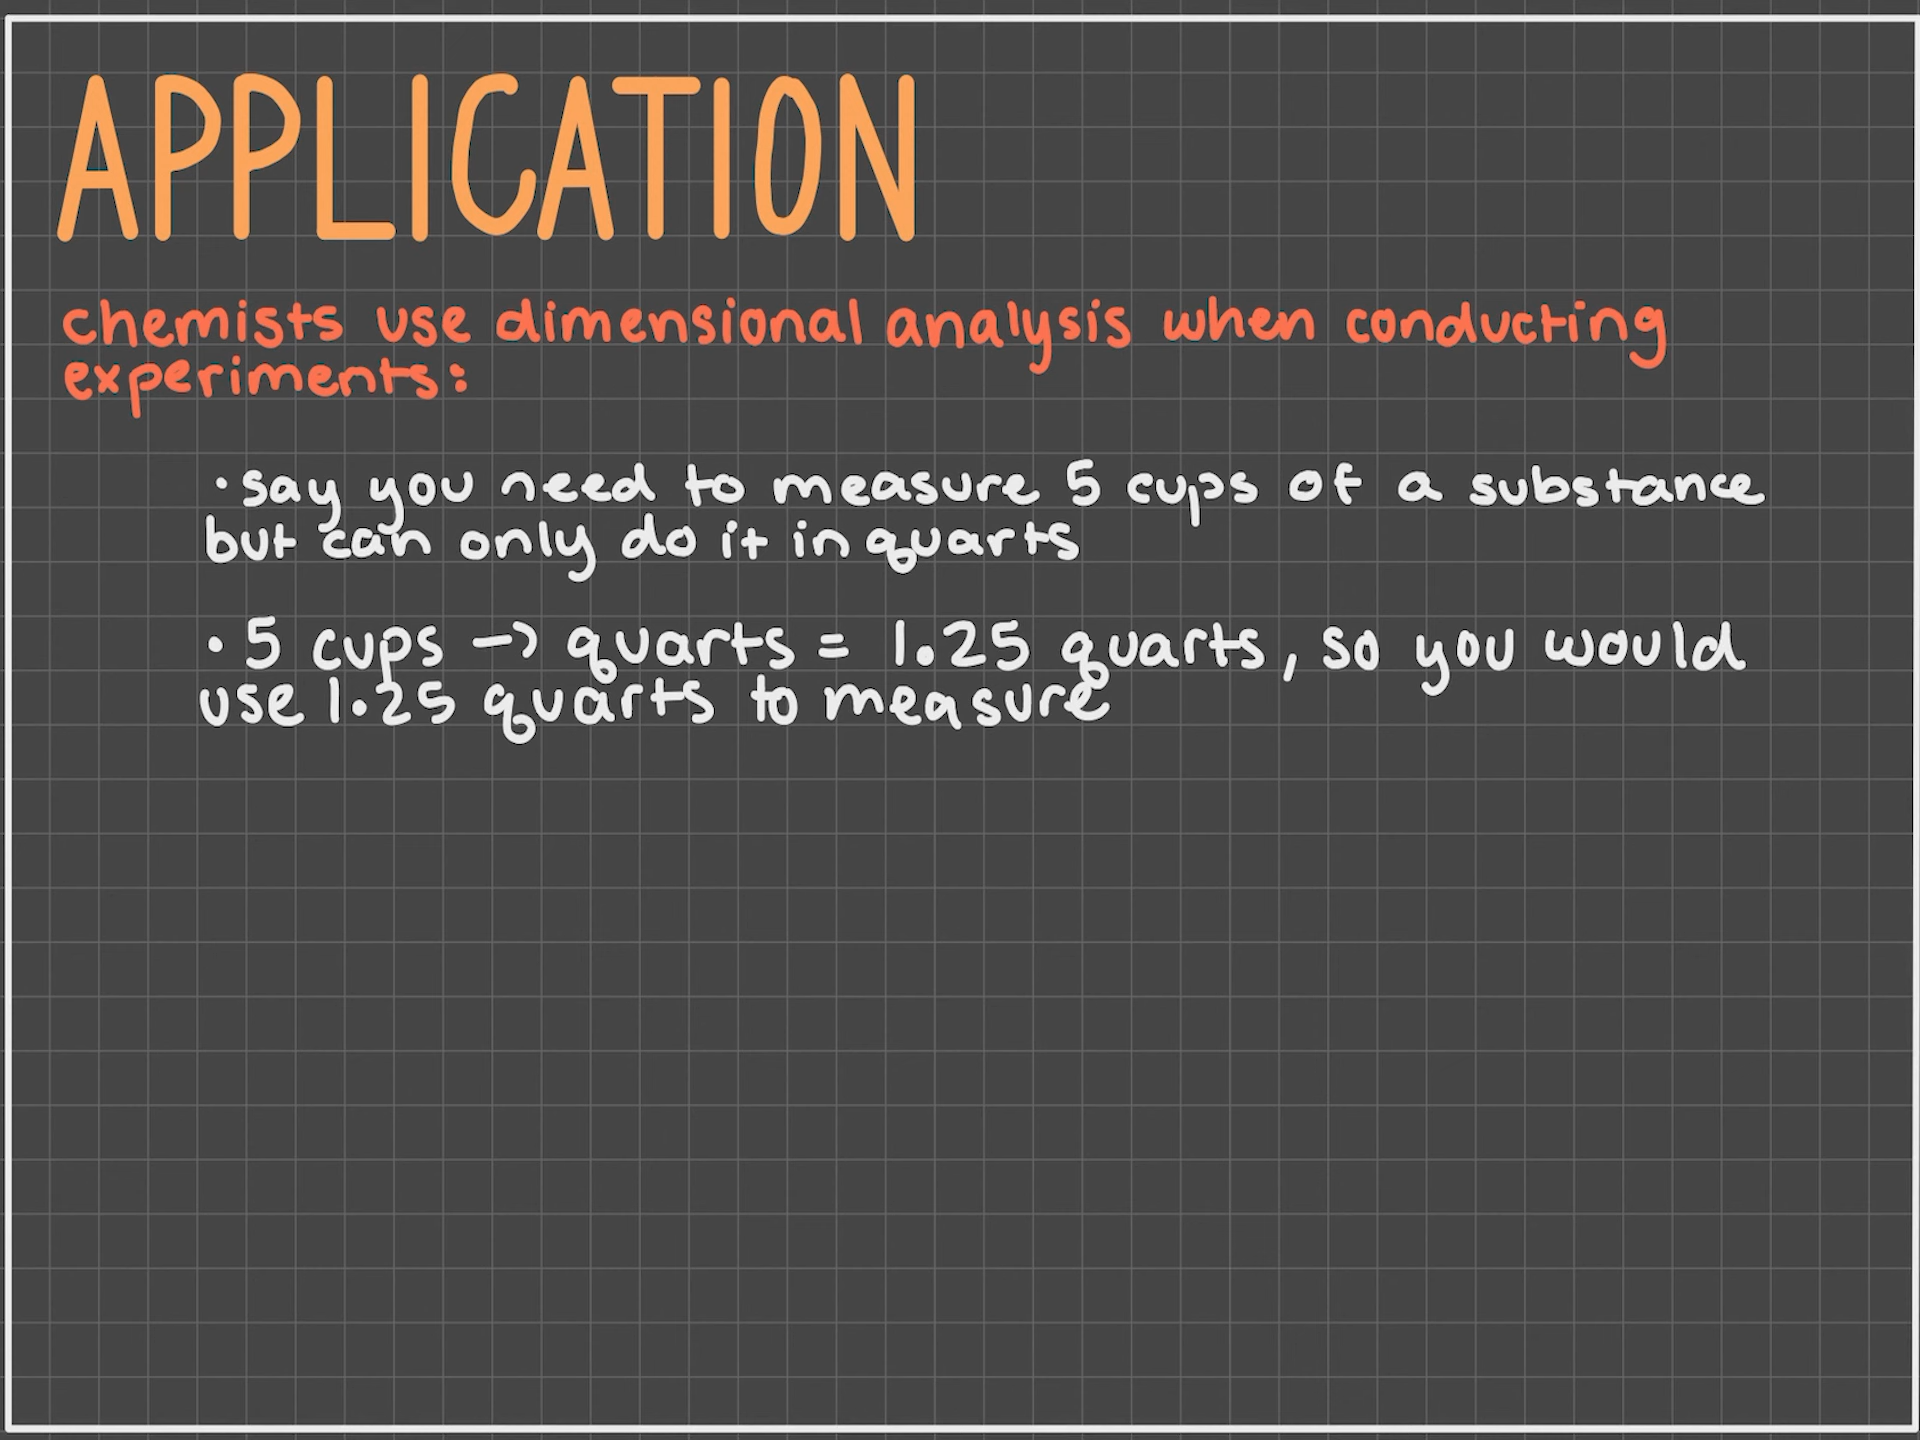 APPLICATION
chemists use dimensional analysis when conducting
experiments:
• say you need to measure 5 cups of a substance
but can only do it in quarts
• 5 cups → quarts = 1.25 quarts, so you would
use 1.25 quarts to measure